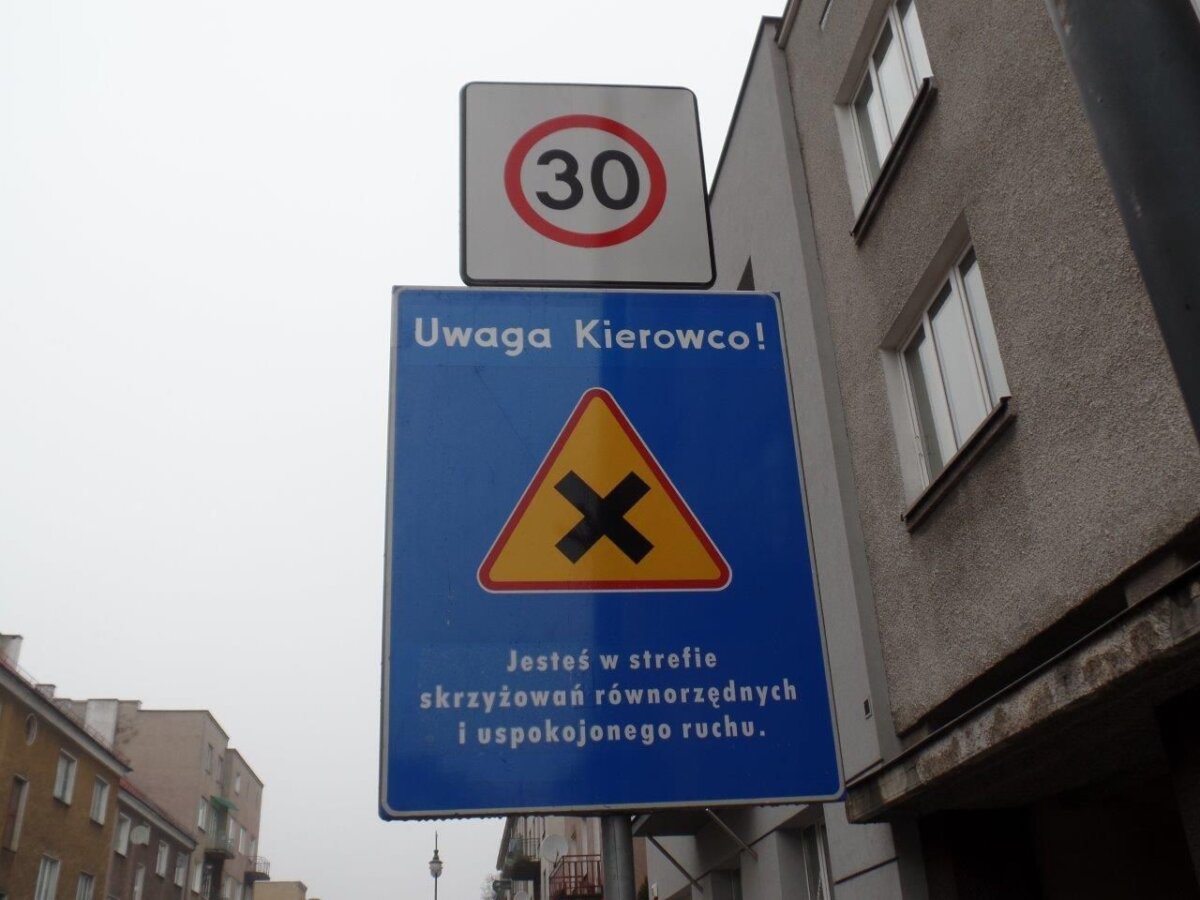 30
Uwaga Kierowco!
Jesteś w strefie
skrzyżowań równorzędnych
i uspokojonego ruchu.